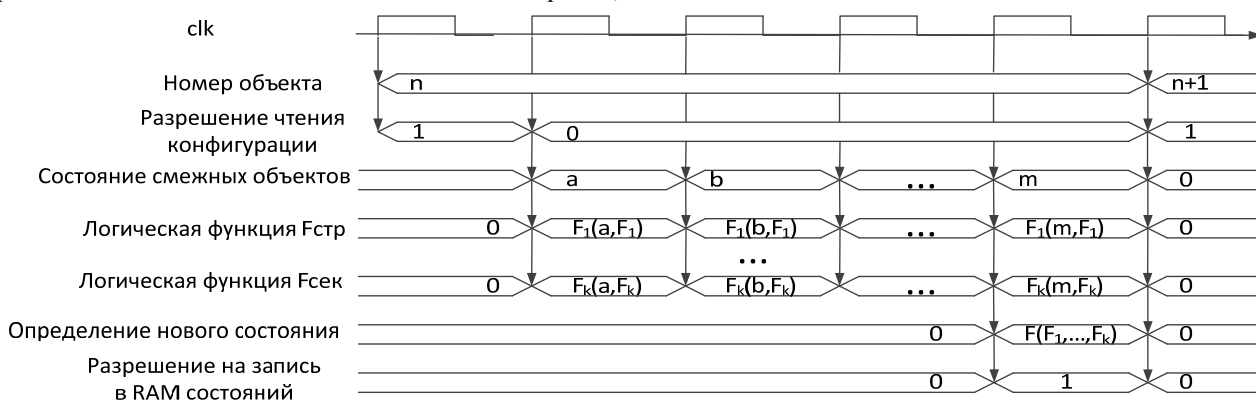 clk
Номер объекта n n+1
Разрешение чтения
конфигурации 1 0 1
Состояние смежных объектов a b ... m 0
Логическая функция Fстр 0 F₁(a,F₁) F₁(b,F₁) ... F₁(m,F₁) 0
...
Логическая функция Fсек 0 Fₖ(a,Fₖ) Fₖ(b,Fₖ) ... Fₖ(m,Fₖ) 0
Определение нового состояния 0 F(F₁,...,Fₖ) 0
Разрешение на запись
в RAM состояний 0 1 0